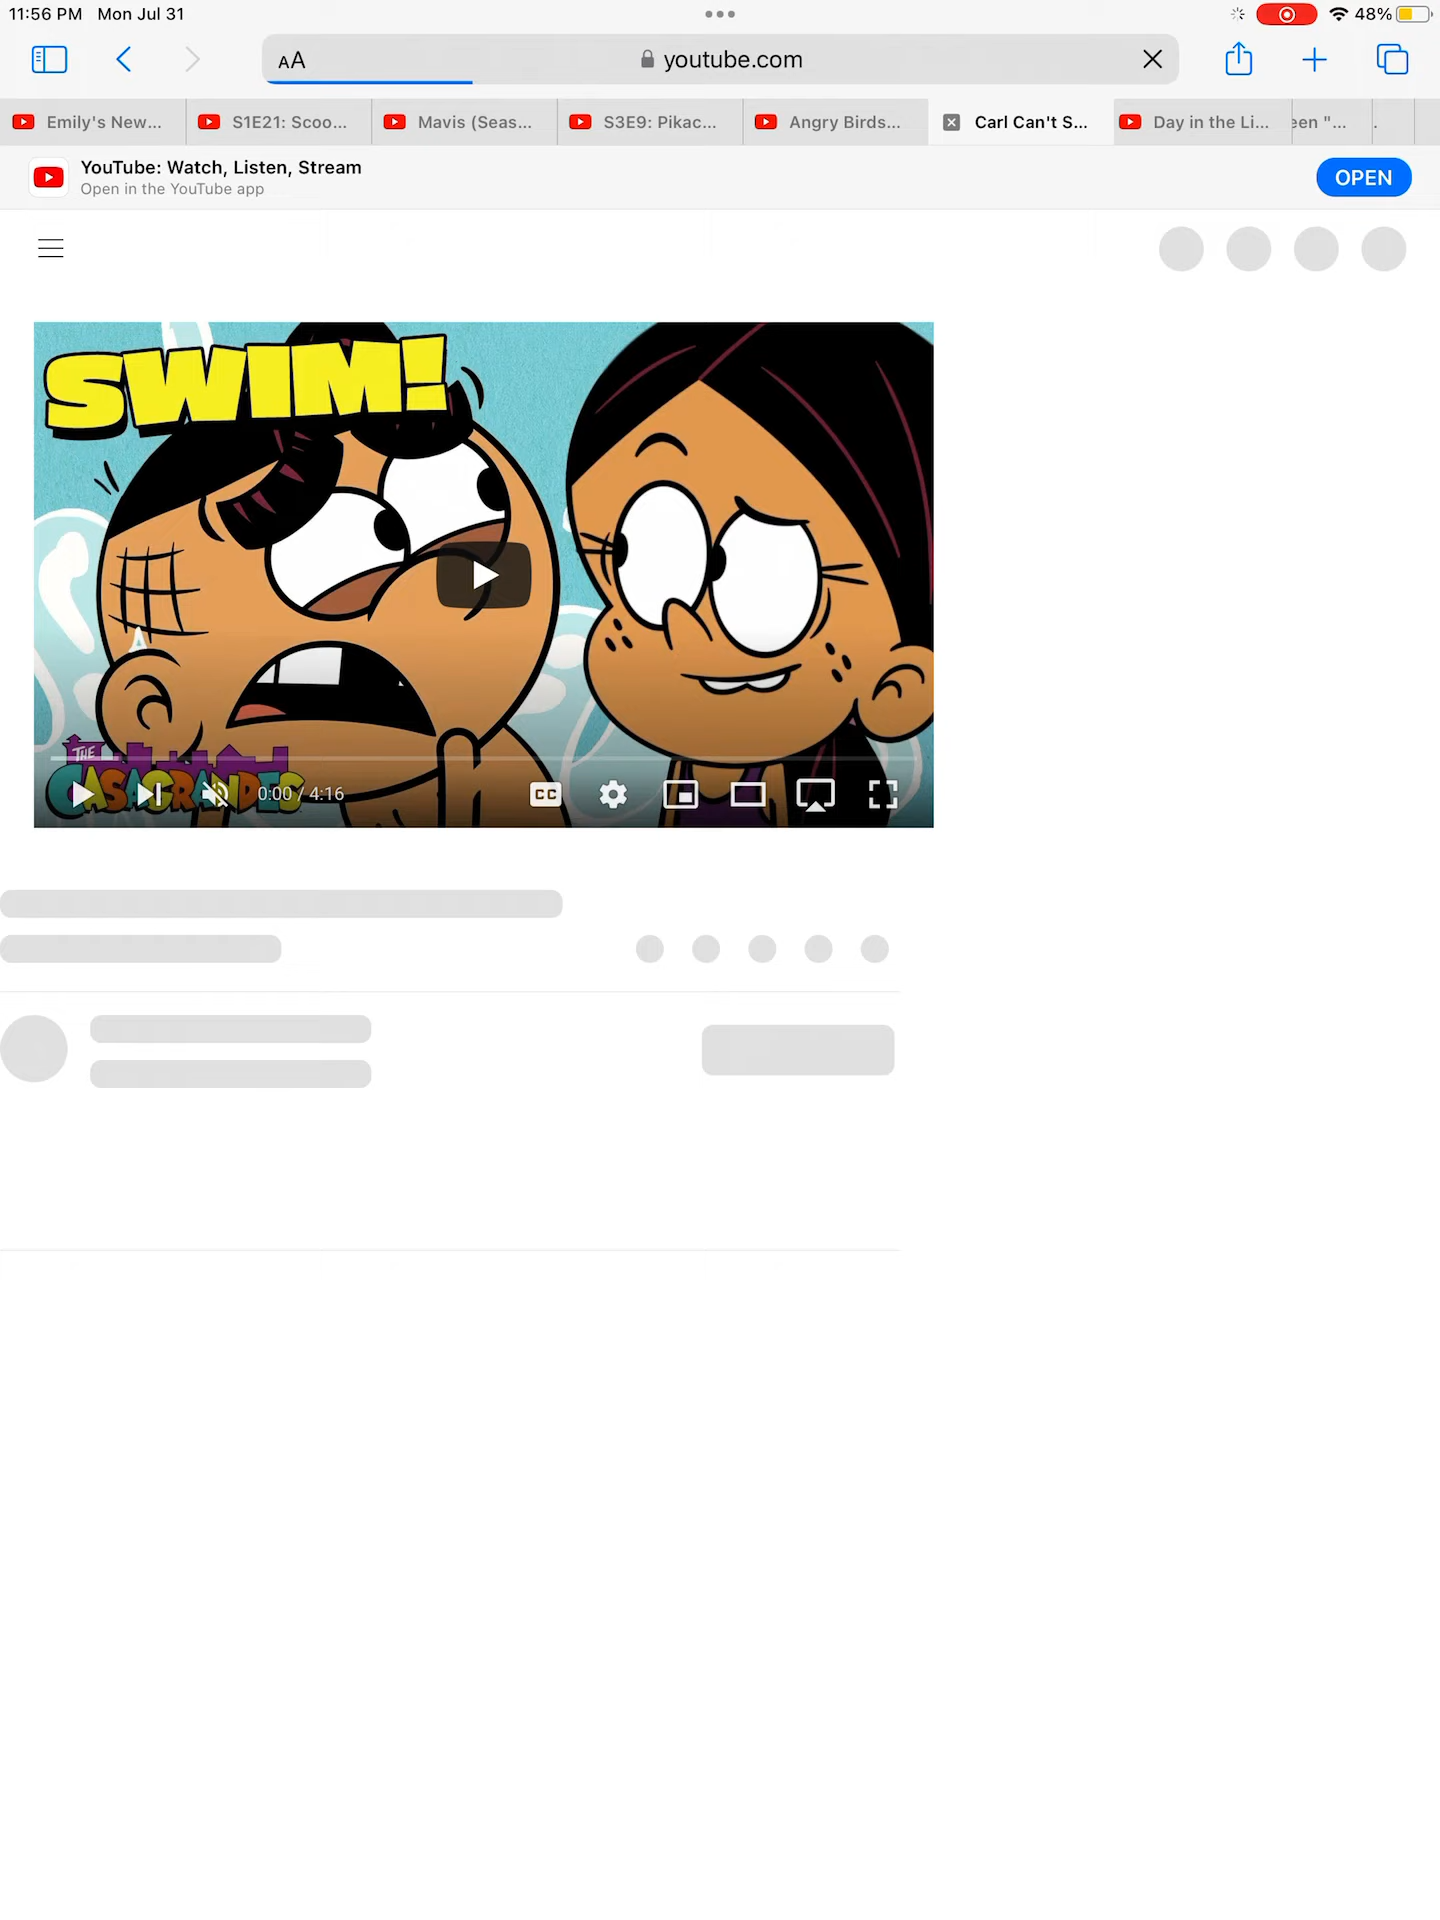 11:56 PM Mon Jul 31
48%
AA
youtube.com
Emily's New...
S1E21: Scoo...
Mavis (Seas...
S3E9: Pikac...
Angry Birds...
Carl Can't S...
Day in the Li...
een "...
.
YouTube: Watch, Listen, Stream
Open in the YouTube app
OPEN
SWIM!
THE
CASAGRANDES
0:00 / 4:16
CC